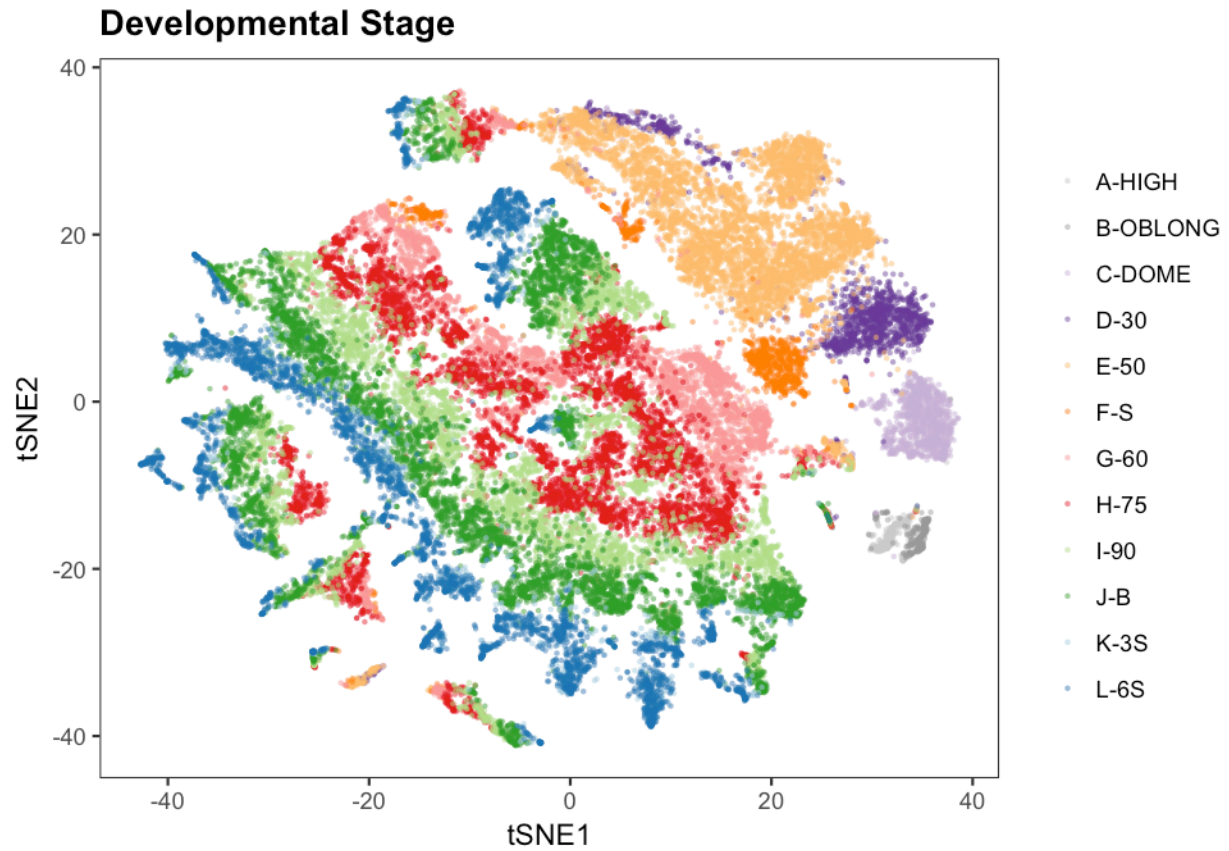 Developmental Stage
40
20
0
-20
-40
tSNE2
-40
-20
0
20
40
tSNE1
A-HIGH
B-OBLONG
C-DOME
D-30
E-50
F-S
G-60
H-75
I-90
J-B
K-3S
L-6S